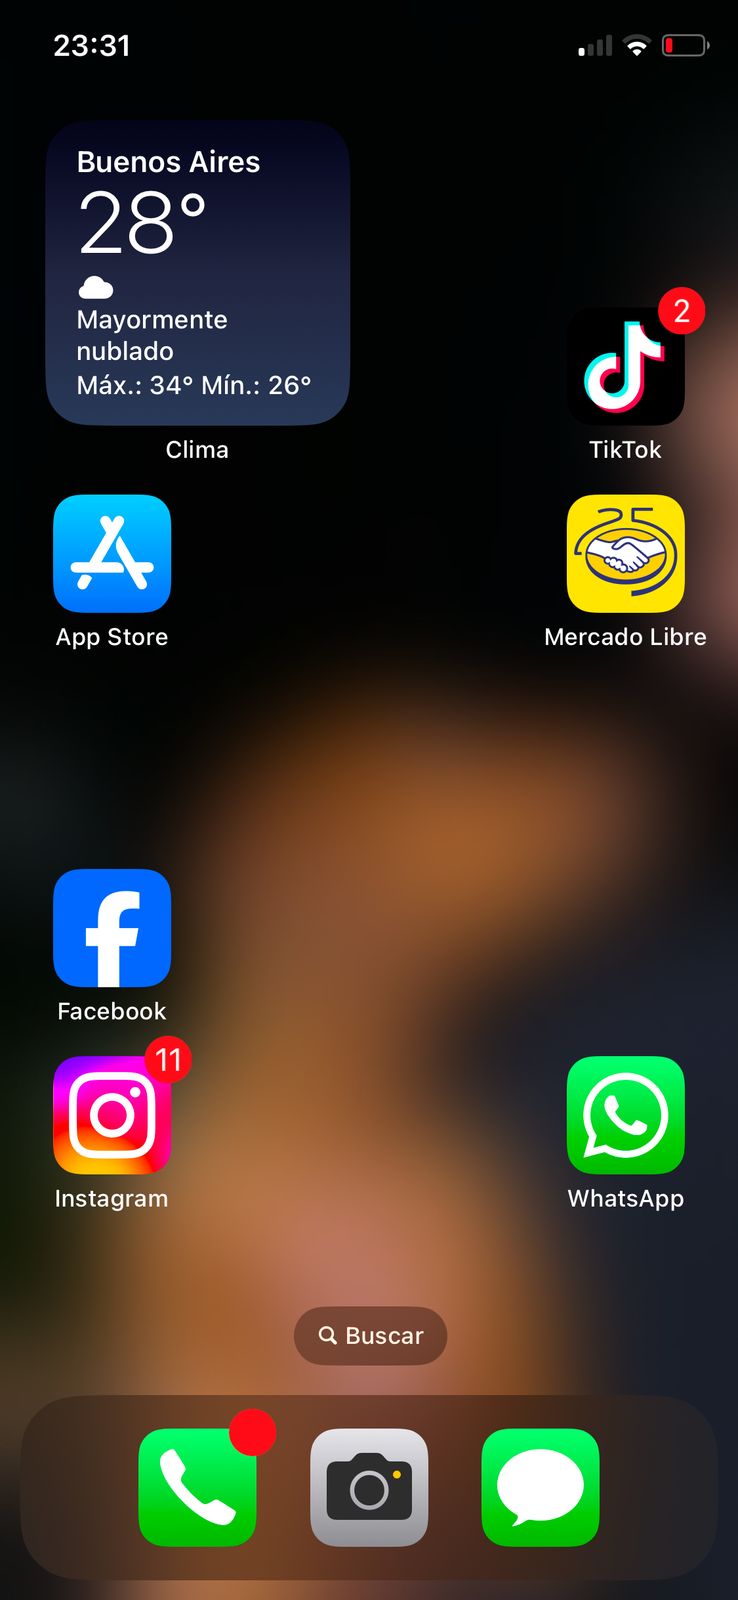 23:31
Buenos Aires
28°
Mayormente
nublado
Máx.: 34° Mín.: 26°
Clima
2
TikTok
App Store
25
Mercado Libre
Facebook
11
Instagram
WhatsApp
Buscar